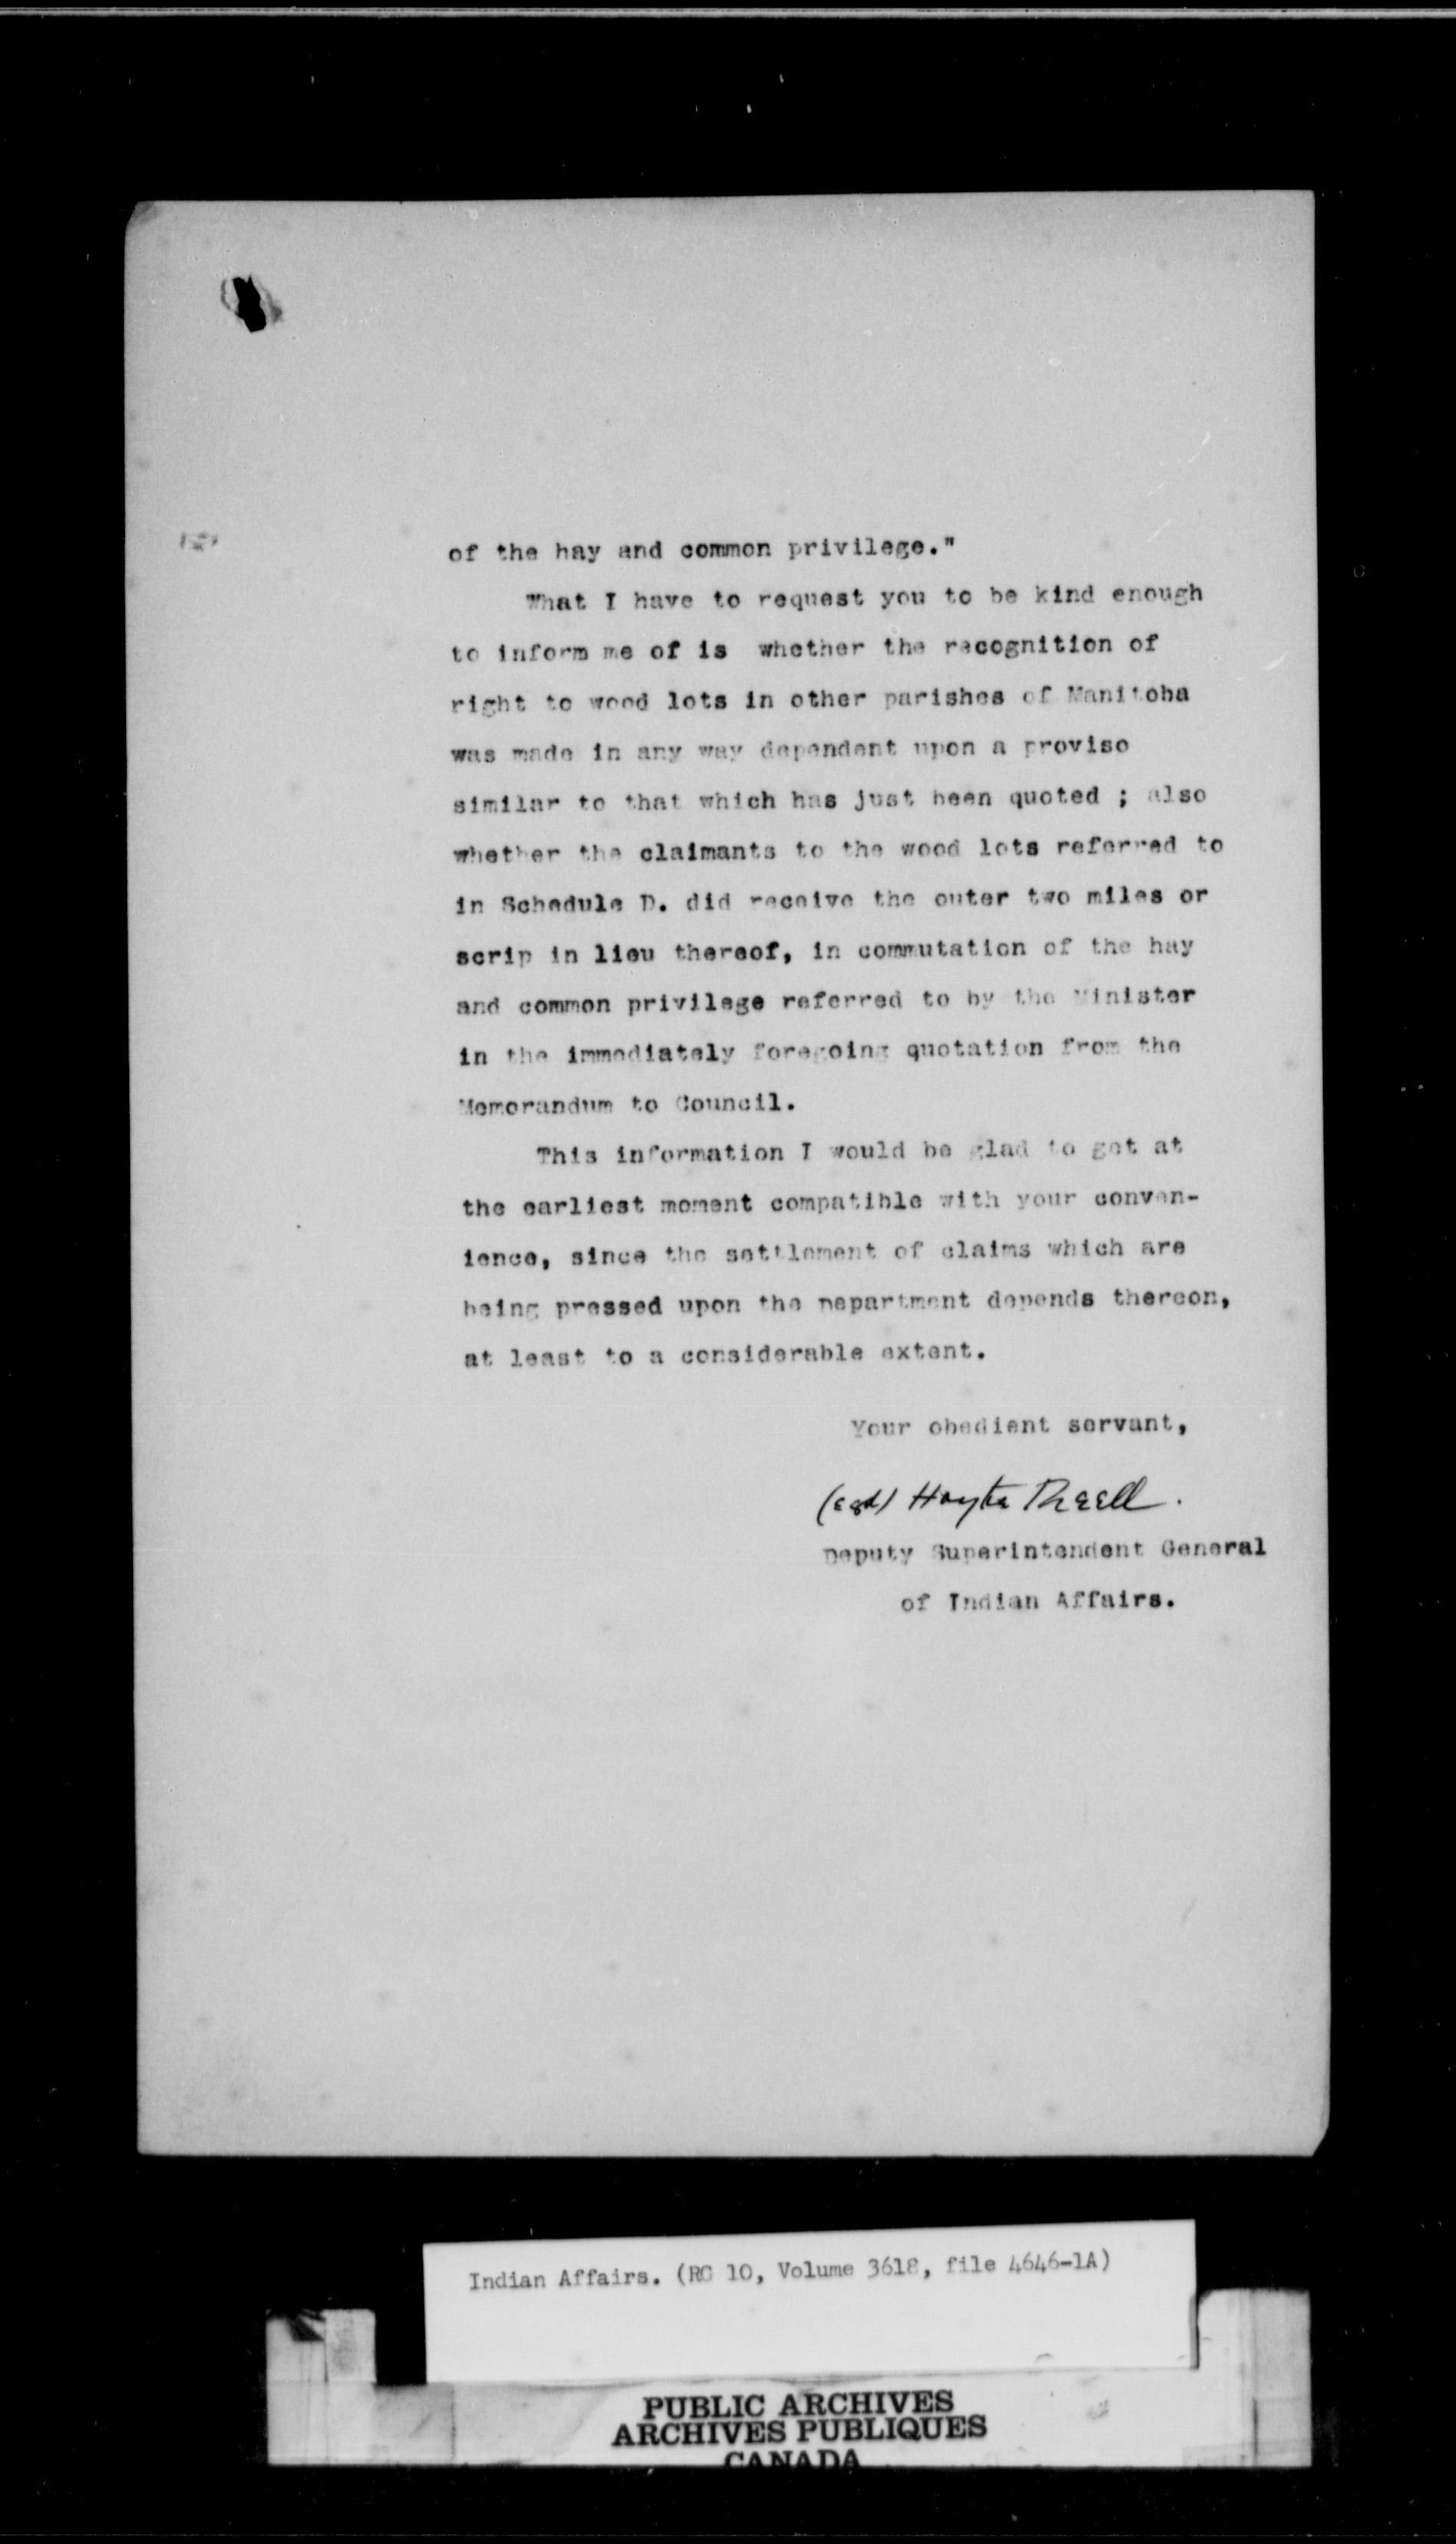 of the hay and common privilege."
What I have to request you to be kind enough
to inform me of is whether the recognition of
right to wood lots in other parishes of Manitoba
was made in any way dependent upon a proviso
similar to that which has just been quoted ; also
whether the claimants to the wood lots referred to
in Schedule D. did receive the outer two miles or
scrip in lieu thereof, in commutation of the hay
and common privilege referred to by the Minister
in the immediately foregoing quotation from the
Memorandum to Council.
This information I would be glad to get at
the earliest moment compatible with your conven-
ience, since the settlement of claims which are
being pressed upon the Department depends thereon,
at least to a considerable extent.
Your obedient servant,
(sgd) Hayter Reed.
Deputy Superintendent General
of Indian Affairs.
Indian Affairs. (RG 10, Volume 3618, file 4646-1A)
PUBLIC ARCHIVES
ARCHIVES PUBLIQUES
CANADA